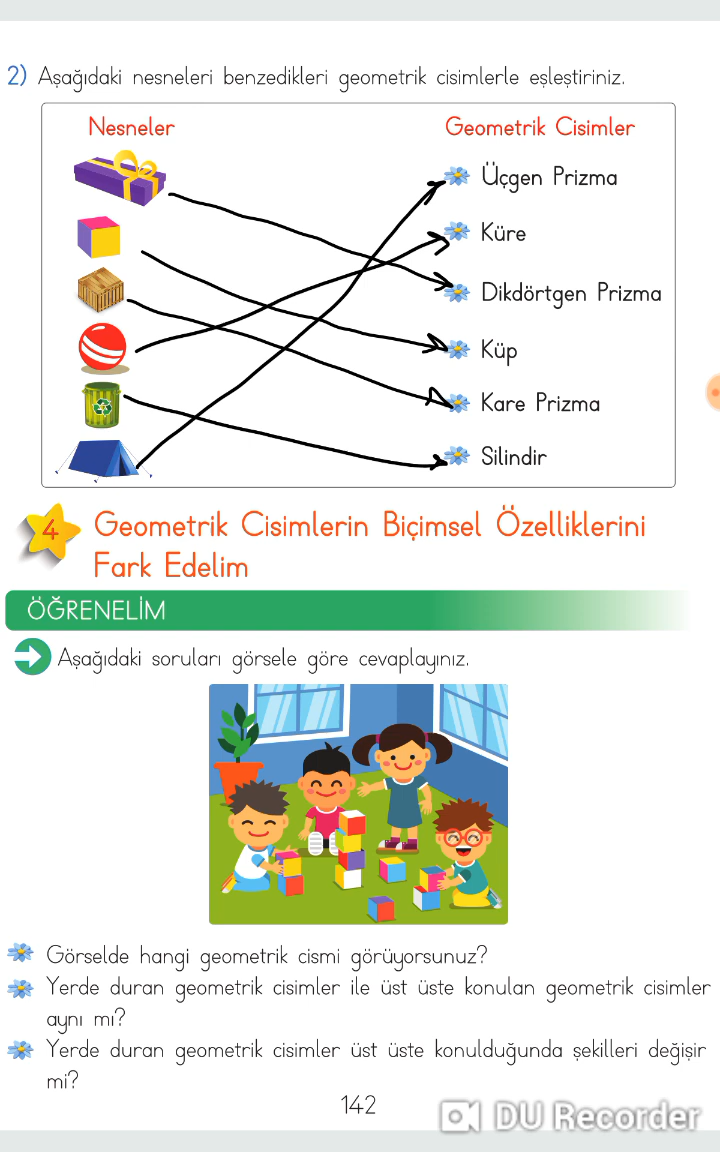 2) Aşağıdaki nesneleri benzedikleri geometrik cisimlerle eşleştiriniz.
Nesneler
Geometrik Cisimler
Üçgen Prizma
Küre
Dikdörtgen Prizma
Küp
Kare Prizma
Silindir
4 Geometrik Cisimlerin Biçimsel Özelliklerini
Fark Edelim
ÖĞRENELİM
Aşağıdaki soruları görsele göre cevaplayınız.
Görselde hangi geometrik cismi görüyorsunuz?
Yerde duran geometrik cisimler ile üst üste konulan geometrik cisimler
aynı mı?
Yerde duran geometrik cisimler üst üste konulduğunda şekilleri değişir
mi?
142
DU Recorder